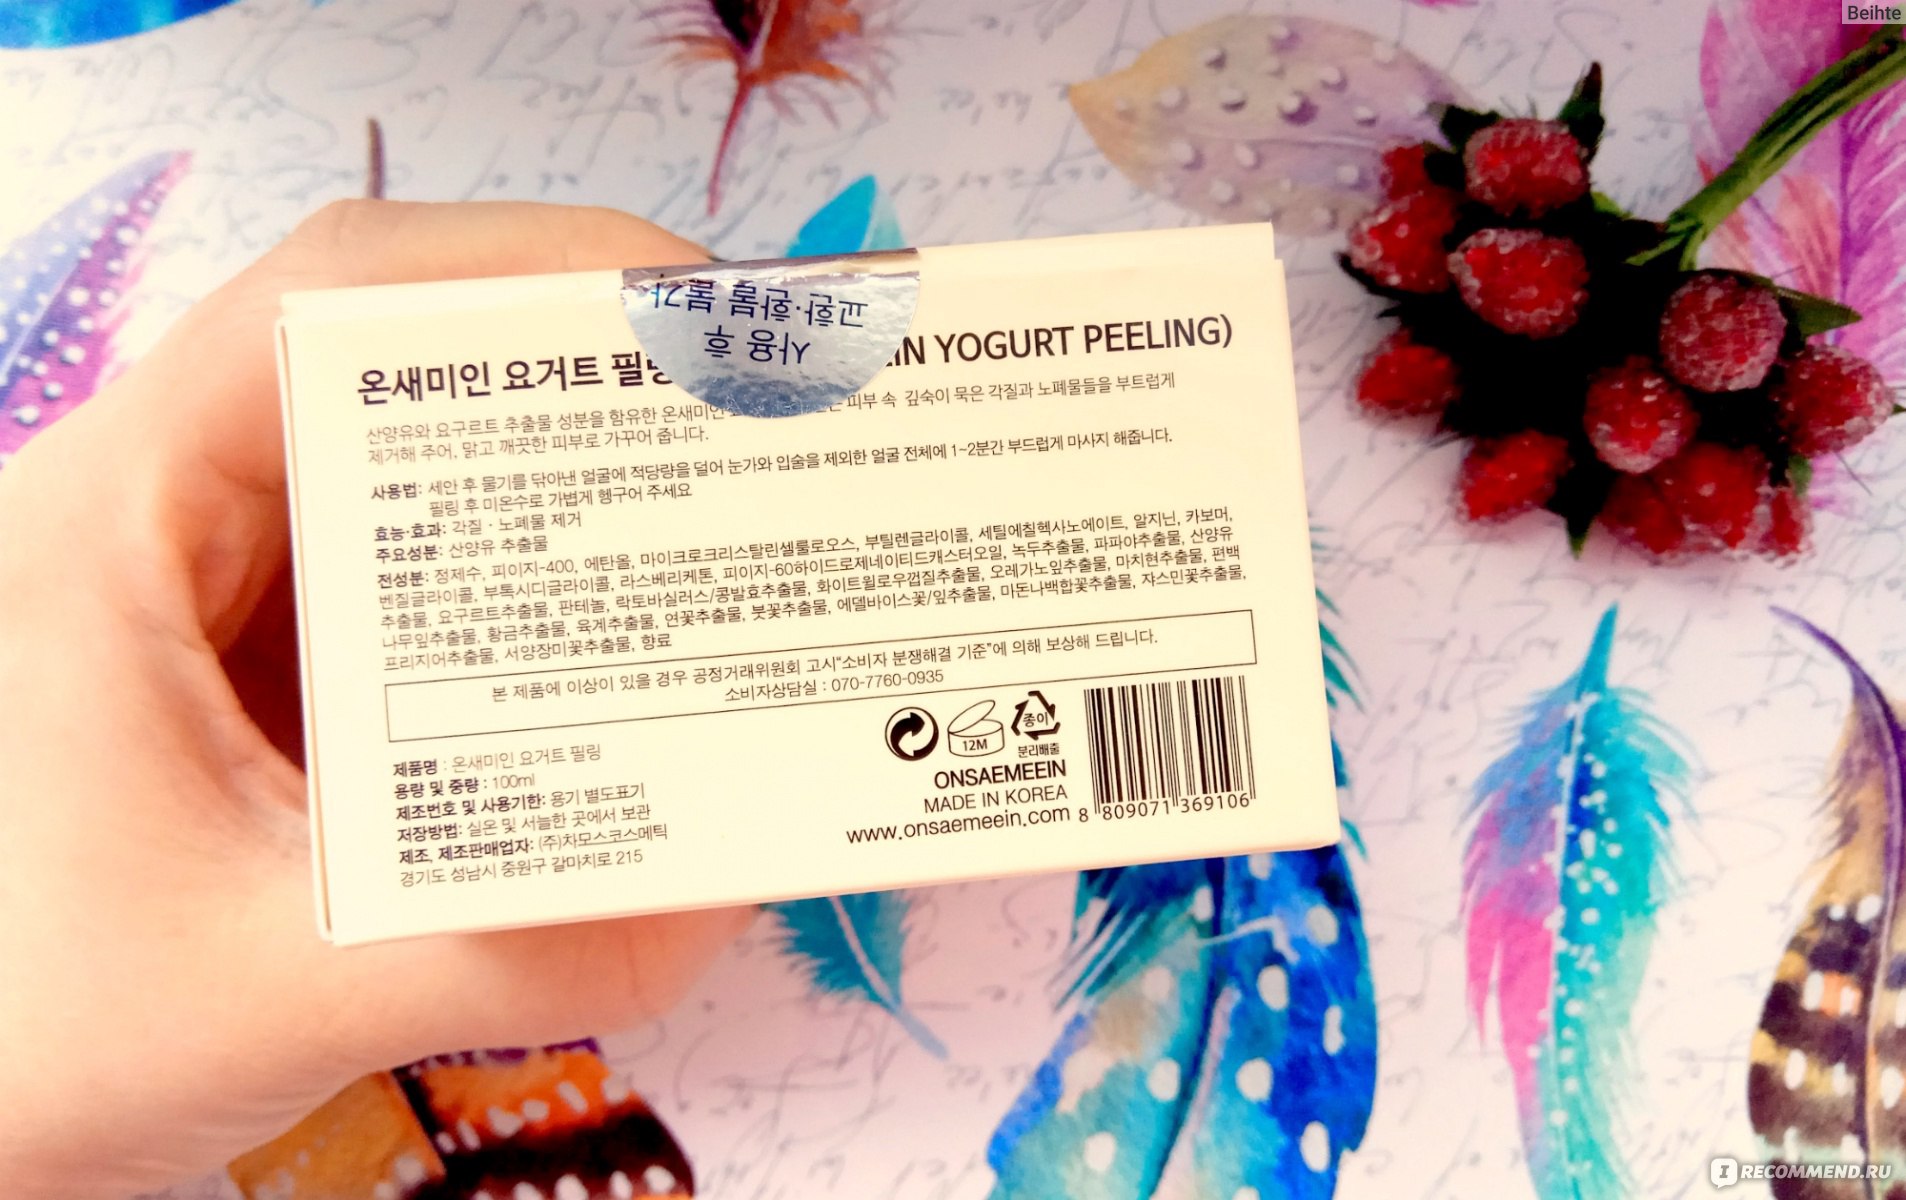 Beihte
사용 후
교환·환불 불가
온새미인 요거트 필링 IN YOGURT PEELING)
산양유와 요구르트 추출물 성분을 함유한 온새미인 피부 속 깊숙이 묵은 각질과 노폐물들을 부드럽게
제거해 주어, 맑고 깨끗한 피부로 가꾸어 줍니다.
사용법: 세안 후 물기를 닦아낸 얼굴에 적당량을 덜어 눈가와 입술을 제외한 얼굴 전체에 1~2분간 부드럽게 마사지 해줍니다.
필링 후 미온수로 가볍게 헹구어 주세요
효능·효과: 각질·노폐물 제거
주요성분: 산양유 추출물
전성분: 정제수, 피이지-400, 에탄올, 마이크로크리스탈린셀룰로오스, 부틸렌글라이콜, 세틸에칠헥사노에이트, 알지닌, 카보머,
벤질글라이콜, 부톡시디글라이콜, 라스베리케톤, 피이지-60하이드로제네이티드캐스터오일, 녹두추출물, 파파야추출물, 산양유
추출물, 요구르트추출물, 판테놀, 락토바실러스/콩발효추출물, 화이트윌로우껍질추출물, 오레가노잎추출물, 마치현추출물, 편백
나무잎추출물, 황금추출물, 육계추출물, 연꽃추출물, 붓꽃추출물, 에델바이스꽃/잎추출물, 마돈나백합꽃추출물, 자스민꽃추출물,
프리지어추출물, 서양장미꽃추출물, 향료
본 제품에 이상이 있을 경우 공정거래위원회 고시"소비자 분쟁해결 기준"에 의해 보상해 드립니다.
소비자상담실 : 070-7760-0935
제품명 : 온새미인 요거트 필링
용량 및 중량 : 100ml
제조번호 및 사용기한: 용기 별도표기
저장방법: 실온 및 서늘한 곳에서 보관
제조, 제조판매업자: (주)차모스코스메틱
경기도 성남시 중원구 갈마치로 215
12M
종이
분리배출
ONSAEMEEIN
MADE IN KOREA
www.onsaemeein.com
8 809071 369106
IRECOMMEND.RU